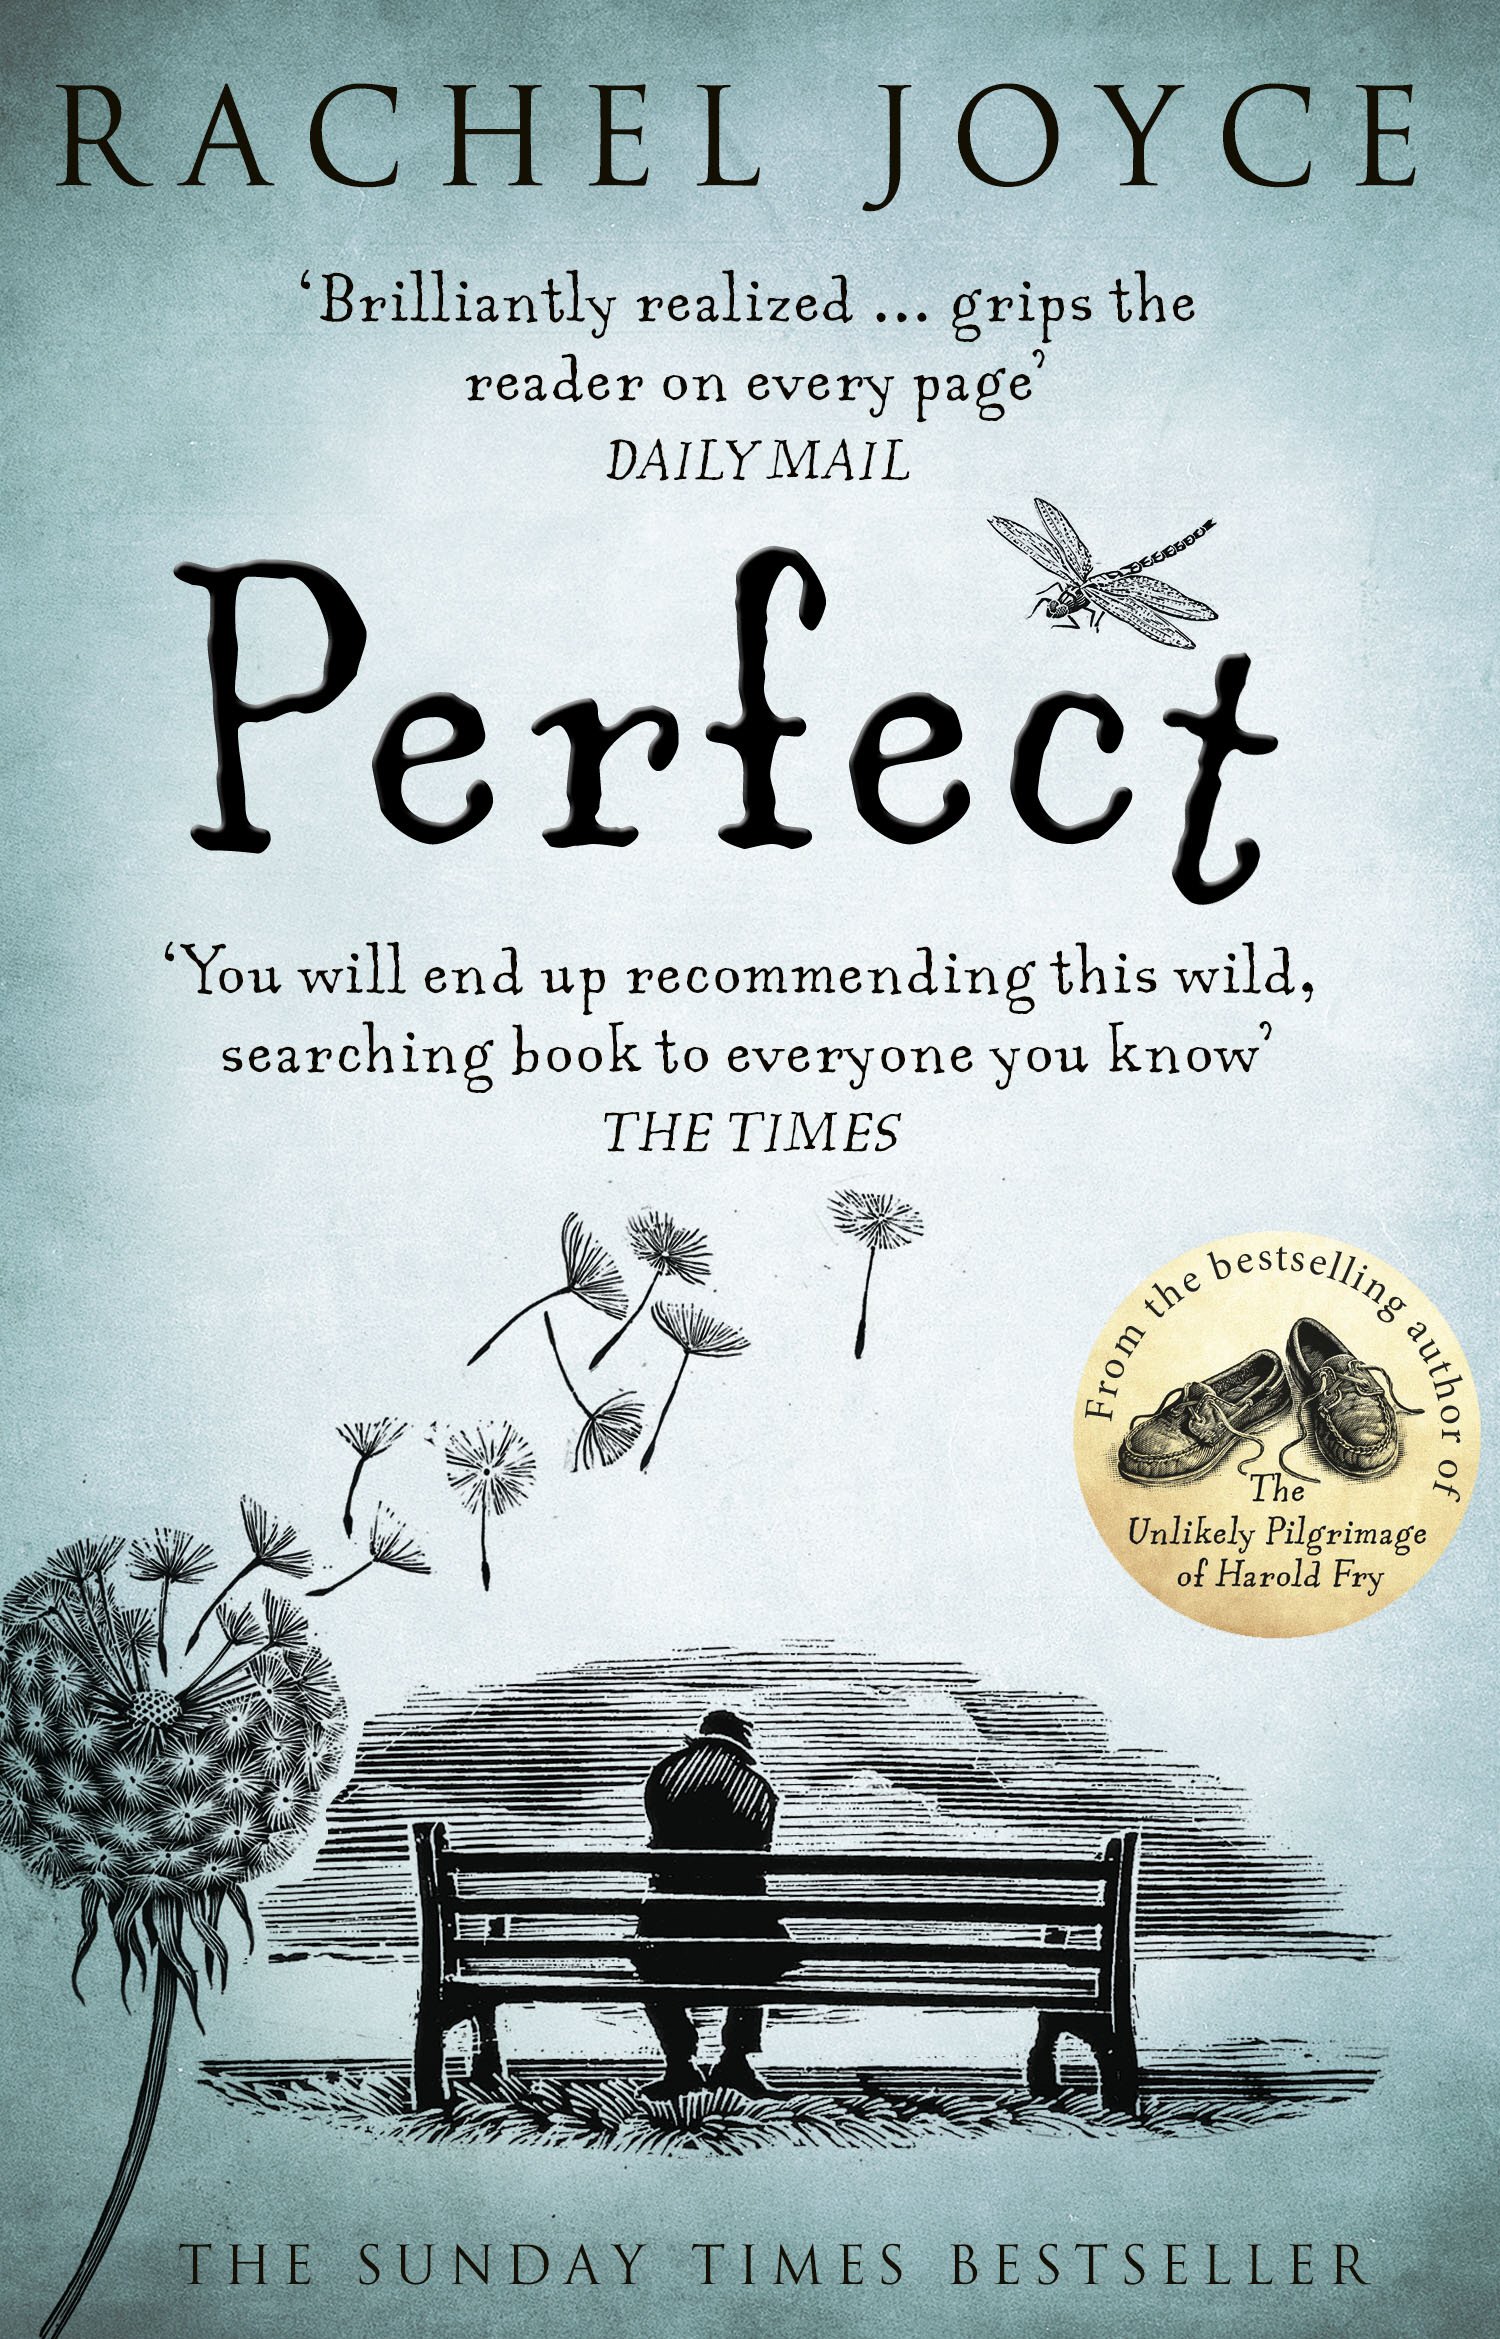 RACHEL JOYCE
‘Brilliantly realized ... grips the
reader on every page’
DAILY MAIL
Perfect
‘You will end up recommending this wild,
searching book to everyone you know’
THE TIMES
From the bestselling author of
The
Unlikely Pilgrimage
of Harold Fry
THE SUNDAY TIMES BESTSELLER